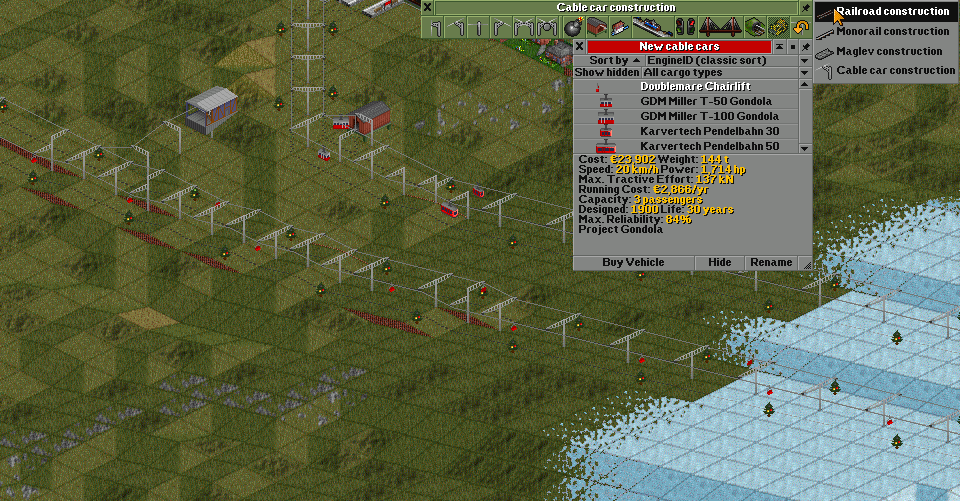 Cable car construction
Railroad construction
Monorail construction
Maglev construction
Cable car construction
New cable cars
Sort by EngineID (classic sort)
Show hidden All cargo types
Doublemare Chairlift
GDM Miller T-50 Gondola
GDM Miller T-100 Gondola
Karvertech Pendelbahn 30
Karvertech Pendelbahn 50
Cost: €23,902 Weight: 144 t
Speed: 20 km/h Power: 1,714 hp
Max. Tractive Effort: 137 kN
Running Cost: €2,866/yr
Capacity: 3 passengers
Designed: 1900 Life: 30 years
Max. Reliability: 84%
Project Gondola
Buy Vehicle Hide Rename